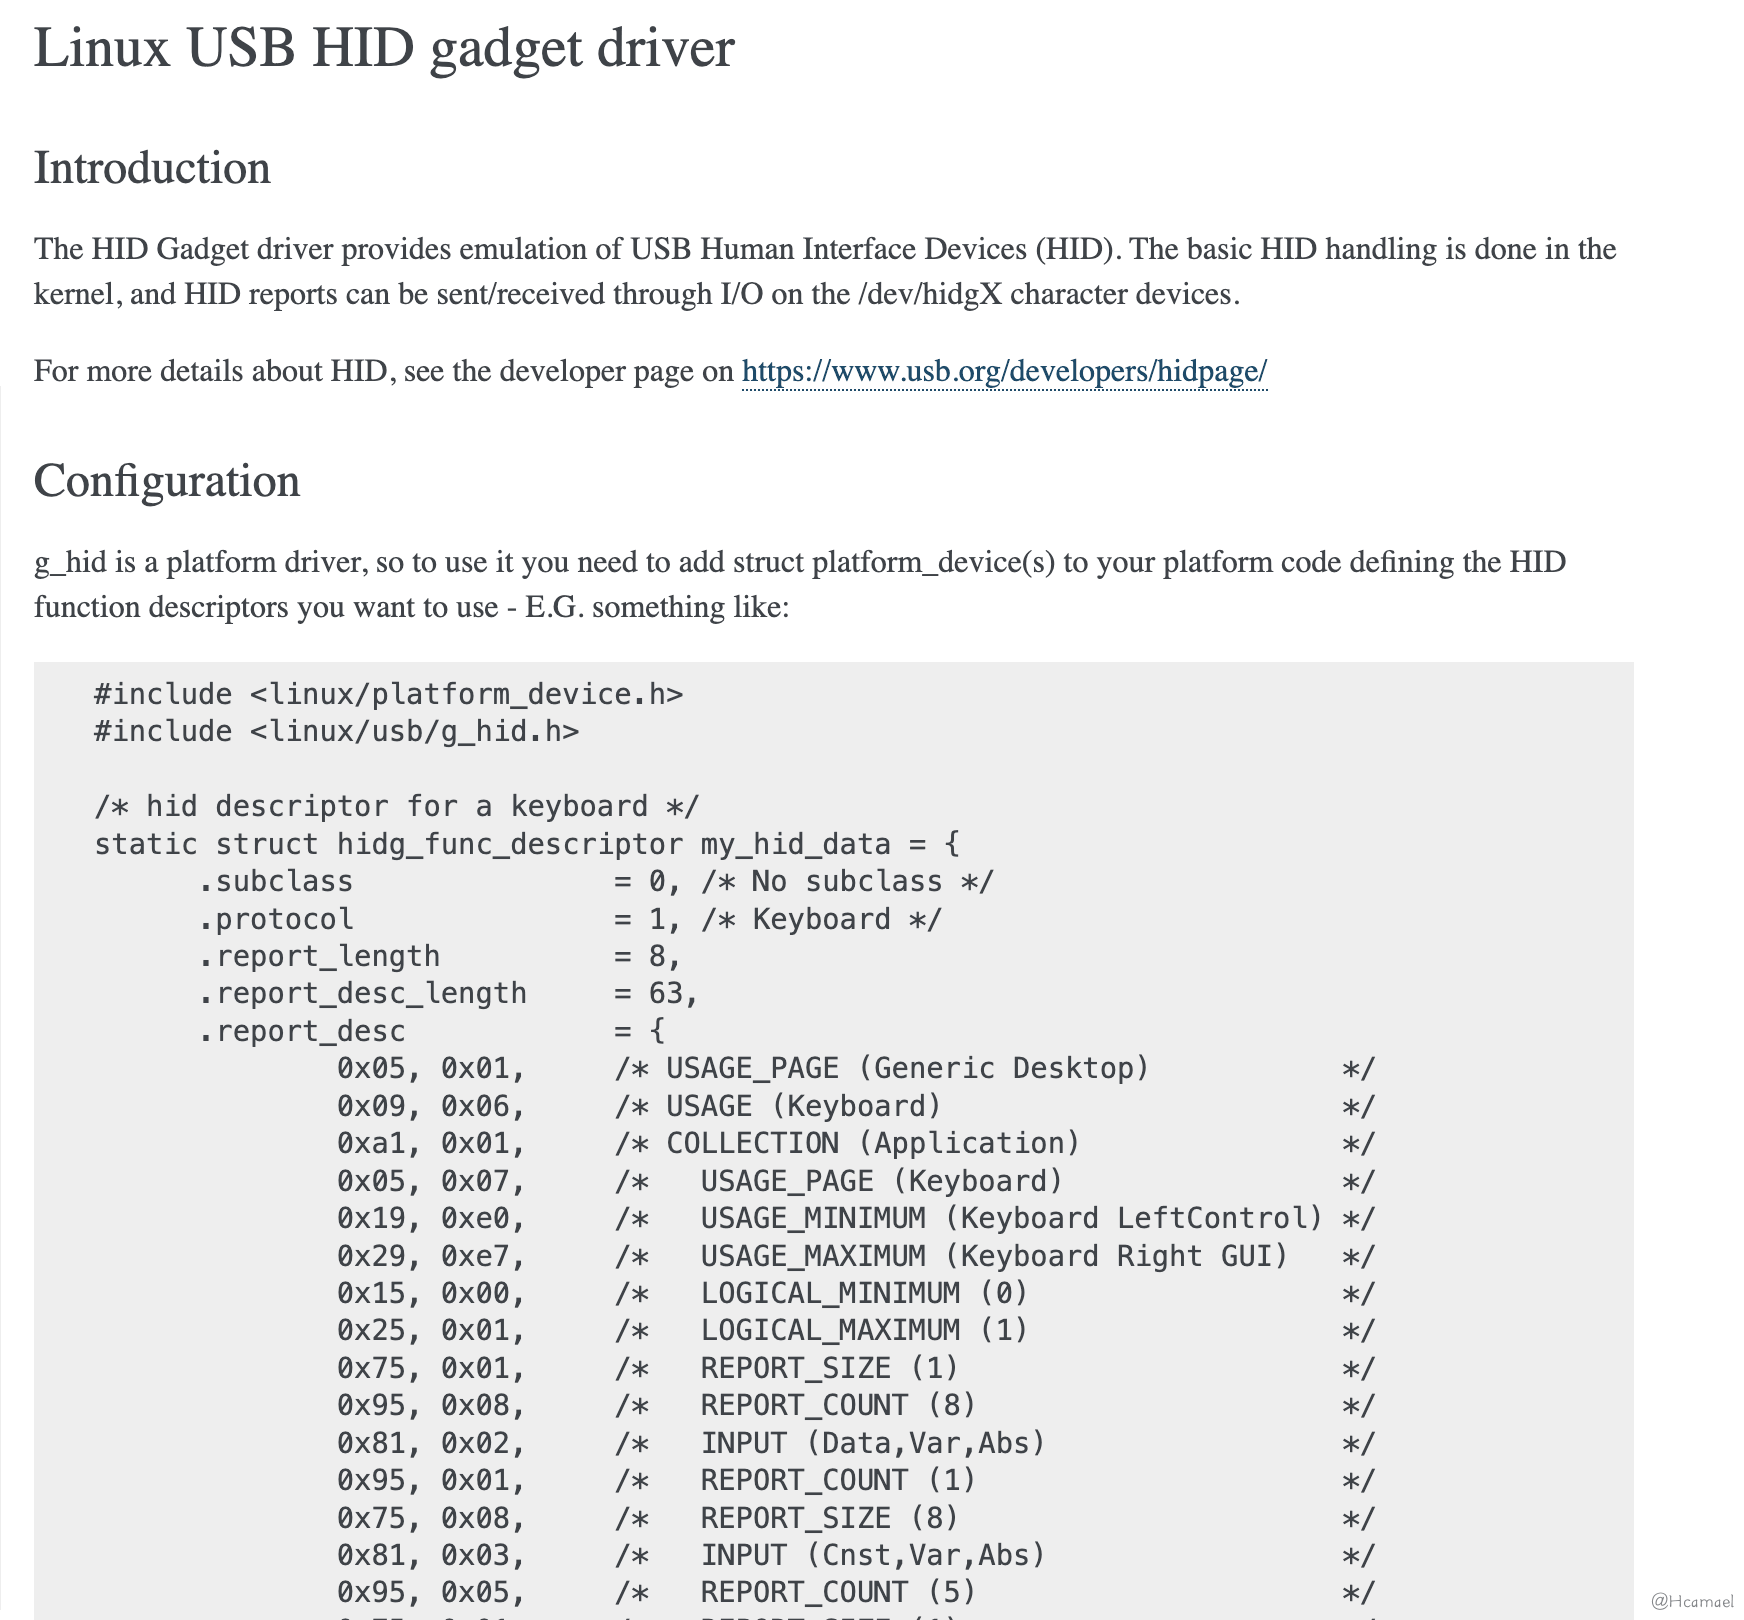 Linux USB HID gadget driver
Introduction
The HID Gadget driver provides emulation of USB Human Interface Devices (HID). The basic HID handling is done in the
kernel, and HID reports can be sent/received through I/O on the /dev/hidgX character devices.
For more details about HID, see the developer page on https://www.usb.org/developers/hidpage/
Configuration
g_hid is a platform driver, so to use it you need to add struct platform_device(s) to your platform code defining the HID
function descriptors you want to use - E.G. something like:
#include <linux/platform_device.h>
#include <linux/usb/g_hid.h>
/* hid descriptor for a keyboard */
static struct hidg_func_descriptor my_hid_data = {
.subclass = 0, /* No subclass */
.protocol = 1, /* Keyboard */
.report_length = 8,
.report_desc_length = 63,
.report_desc = {
0x05, 0x01, /* USAGE_PAGE (Generic Desktop) */
0x09, 0x06, /* USAGE (Keyboard) */
0xa1, 0x01, /* COLLECTION (Application) */
0x05, 0x07, /* USAGE_PAGE (Keyboard) */
0x19, 0xe0, /* USAGE_MINIMUM (Keyboard LeftControl) */
0x29, 0xe7, /* USAGE_MAXIMUM (Keyboard Right GUI) */
0x15, 0x00, /* LOGICAL_MINIMUM (0) */
0x25, 0x01, /* LOGICAL_MAXIMUM (1) */
0x75, 0x01, /* REPORT_SIZE (1) */
0x95, 0x08, /* REPORT_COUNT (8) */
0x81, 0x02, /* INPUT (Data,Var,Abs) */
0x95, 0x01, /* REPORT_COUNT (1) */
0x75, 0x08, /* REPORT_SIZE (8) */
0x81, 0x03, /* INPUT (Cnst,Var,Abs) */
0x95, 0x05, /* REPORT_COUNT (5) */
@Hcamael